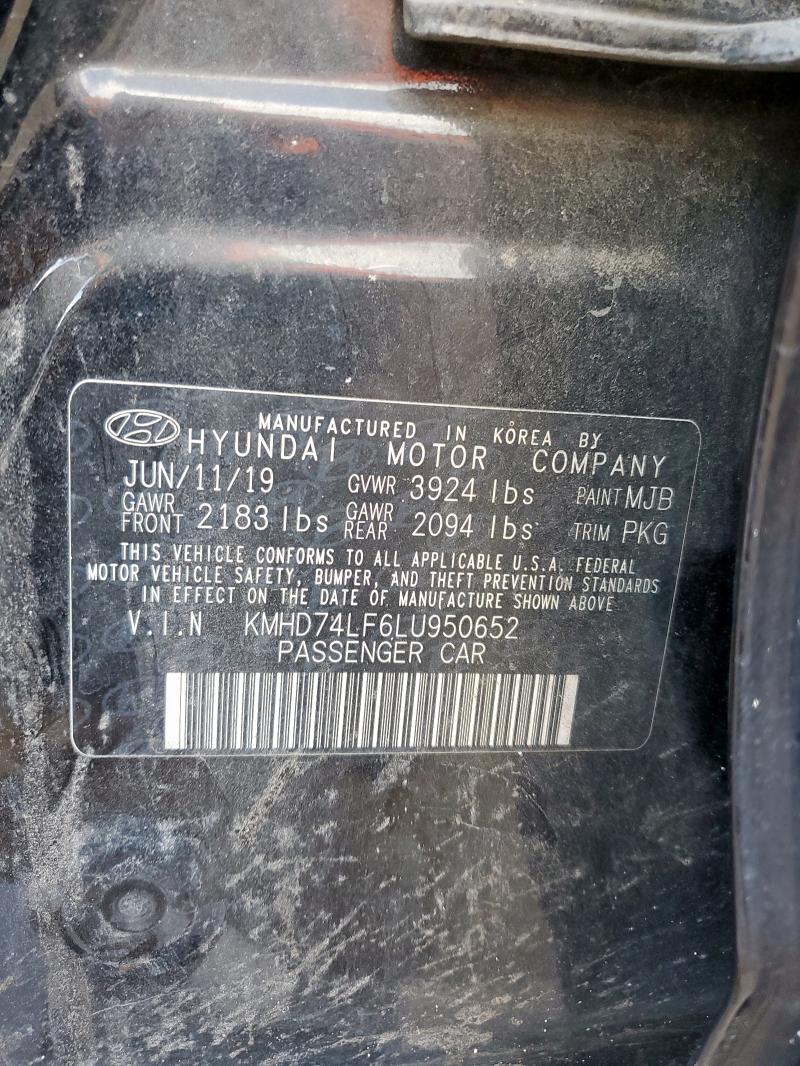 MANUFACTURED IN KOREA BY
HYUNDAI MOTOR COMPANY
JUN/11/19 GVWR 3924 lbs PAINT MJB
GAWR FRONT 2183 lbs GAWR REAR 2094 lbs TRIM PKG
THIS VEHICLE CONFORMS TO ALL APPLICABLE U.S.A. FEDERAL
MOTOR VEHICLE SAFETY, BUMPER, AND THEFT PREVENTION STANDARDS
IN EFFECT ON THE DATE OF MANUFACTURE SHOWN ABOVE
V.I.N KMHD74LF6LU950652
PASSENGER CAR